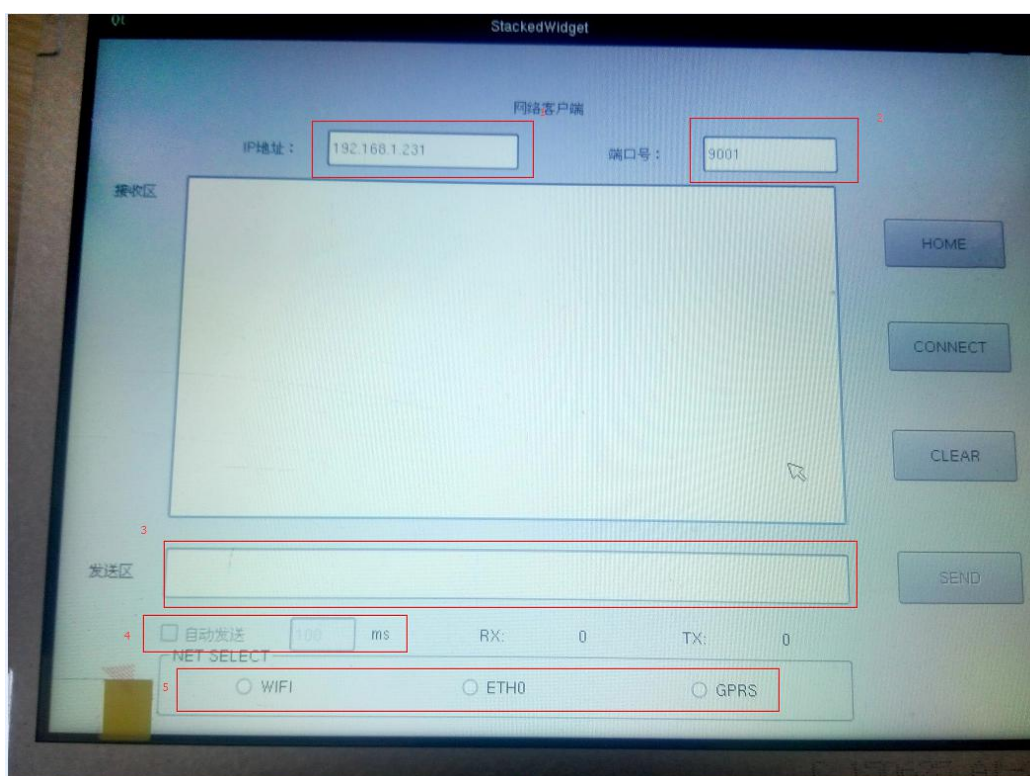 Qt
StackedWidget
网络客户端
1
IP地址： 192.168.1.231
端口号： 9001
2
接收区
HOME
CONNECT
CLEAR
3
发送区
SEND
4
自动发送 100 ms
RX: 0
TX: 0
NET SELECT
5
WIFI
ETH0
GPRS